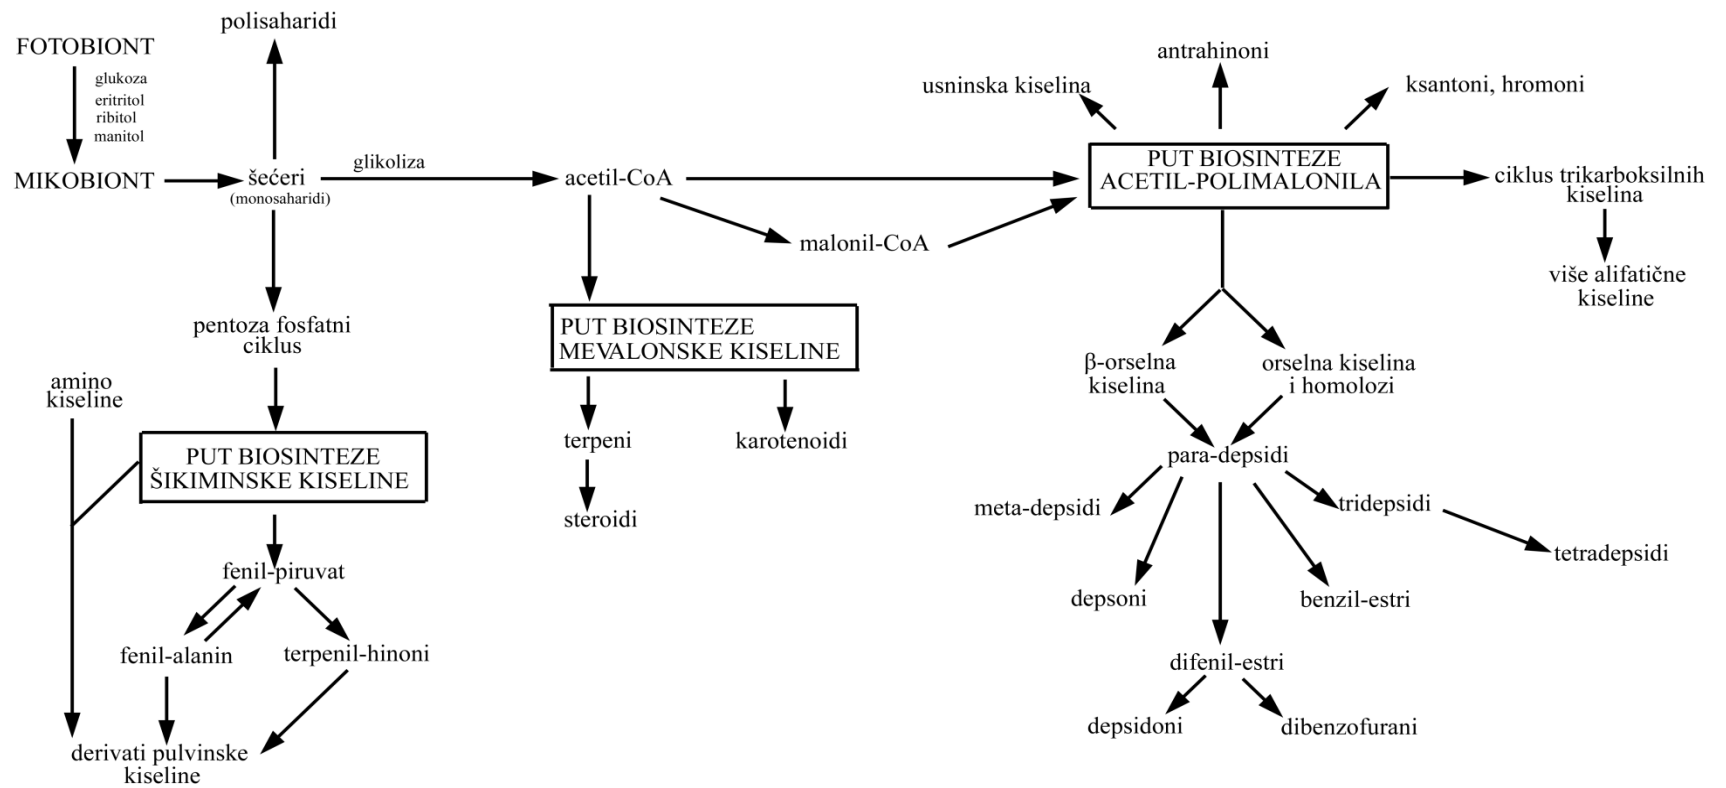 polisaharidi
FOTOBIONT
glukoza
eritritol
ribitol
manitol
MIKOBIONT
šećeri
(monosaharidi)
glikoliza
acetil-CoA
malonil-CoA
usninska kiselina
antrahinoni
ksantoni, hromoni
PUT BIOSINTEZE
ACETIL-POLIMALONILA
ciklus trikarboksilnih
kiselina
više alifatične
kiseline
pentoza fosfatni
ciklus
PUT BIOSINTEZE
MEVALONSKE KISELINE
β-orselna
kiselina
orselna kiselina
i homolozi
amino
kiseline
terpeni
karotenoidi
steroidi
PUT BIOSINTEZE
ŠIKIMINSKE KISELINE
para-depsidi
meta-depsidi
tridepsidi
tetradepsidi
depsoni
benzil-estri
fenil-piruvat
fenil-alanin
terpenil-hinoni
difenil-estri
depsidoni
dibenzofurani
derivati pulvinske
kiseline